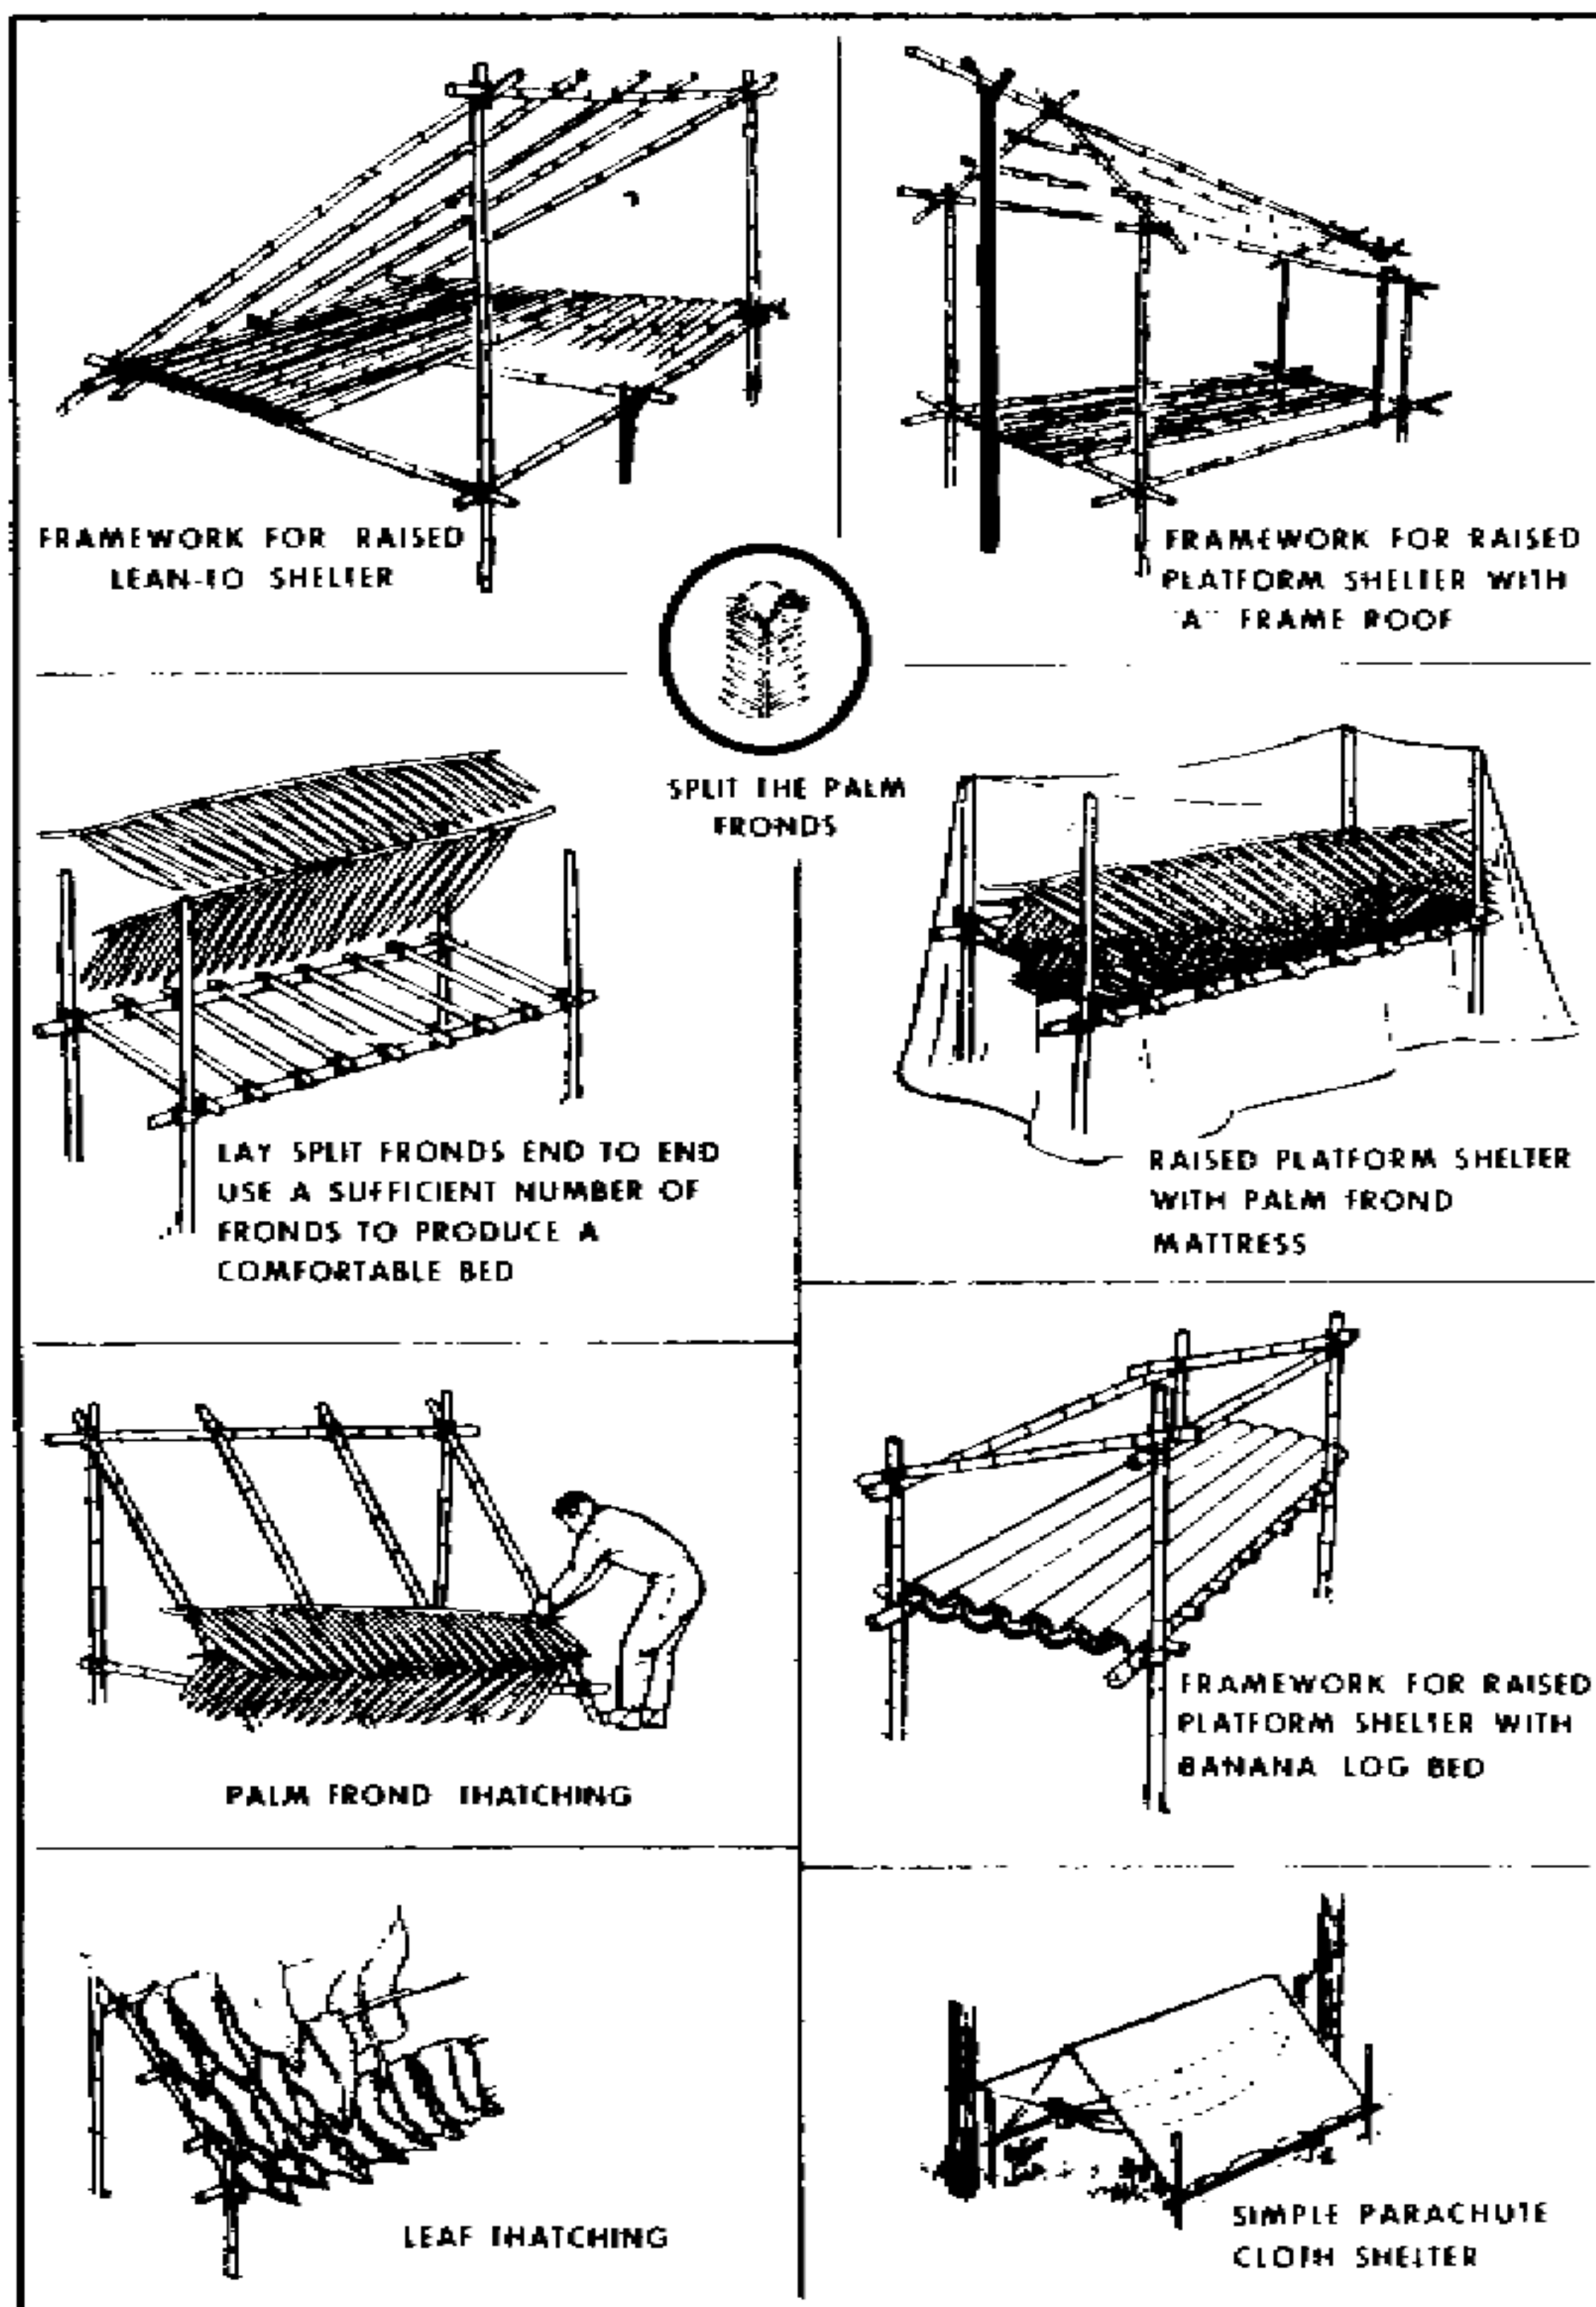 FRAMEWORK FOR RAISED
LEAN-TO SHELTER
FRAMEWORK FOR RAISED
PLATFORM SHELTER WITH
"A" FRAME ROOF
SPLIT THE PALM
FRONDS
LAY SPLIT FRONDS END TO END
USE A SUFFICIENT NUMBER OF
FRONDS TO PRODUCE A
COMFORTABLE BED
RAISED PLATFORM SHELTER
WITH PALM FROND
MATTRESS
PALM FROND THATCHING
FRAMEWORK FOR RAISED
PLATFORM SHELTER WITH
BANANA LOG BED
LEAF THATCHING
SIMPLE PARACHUTE
CLOTH SHELTER